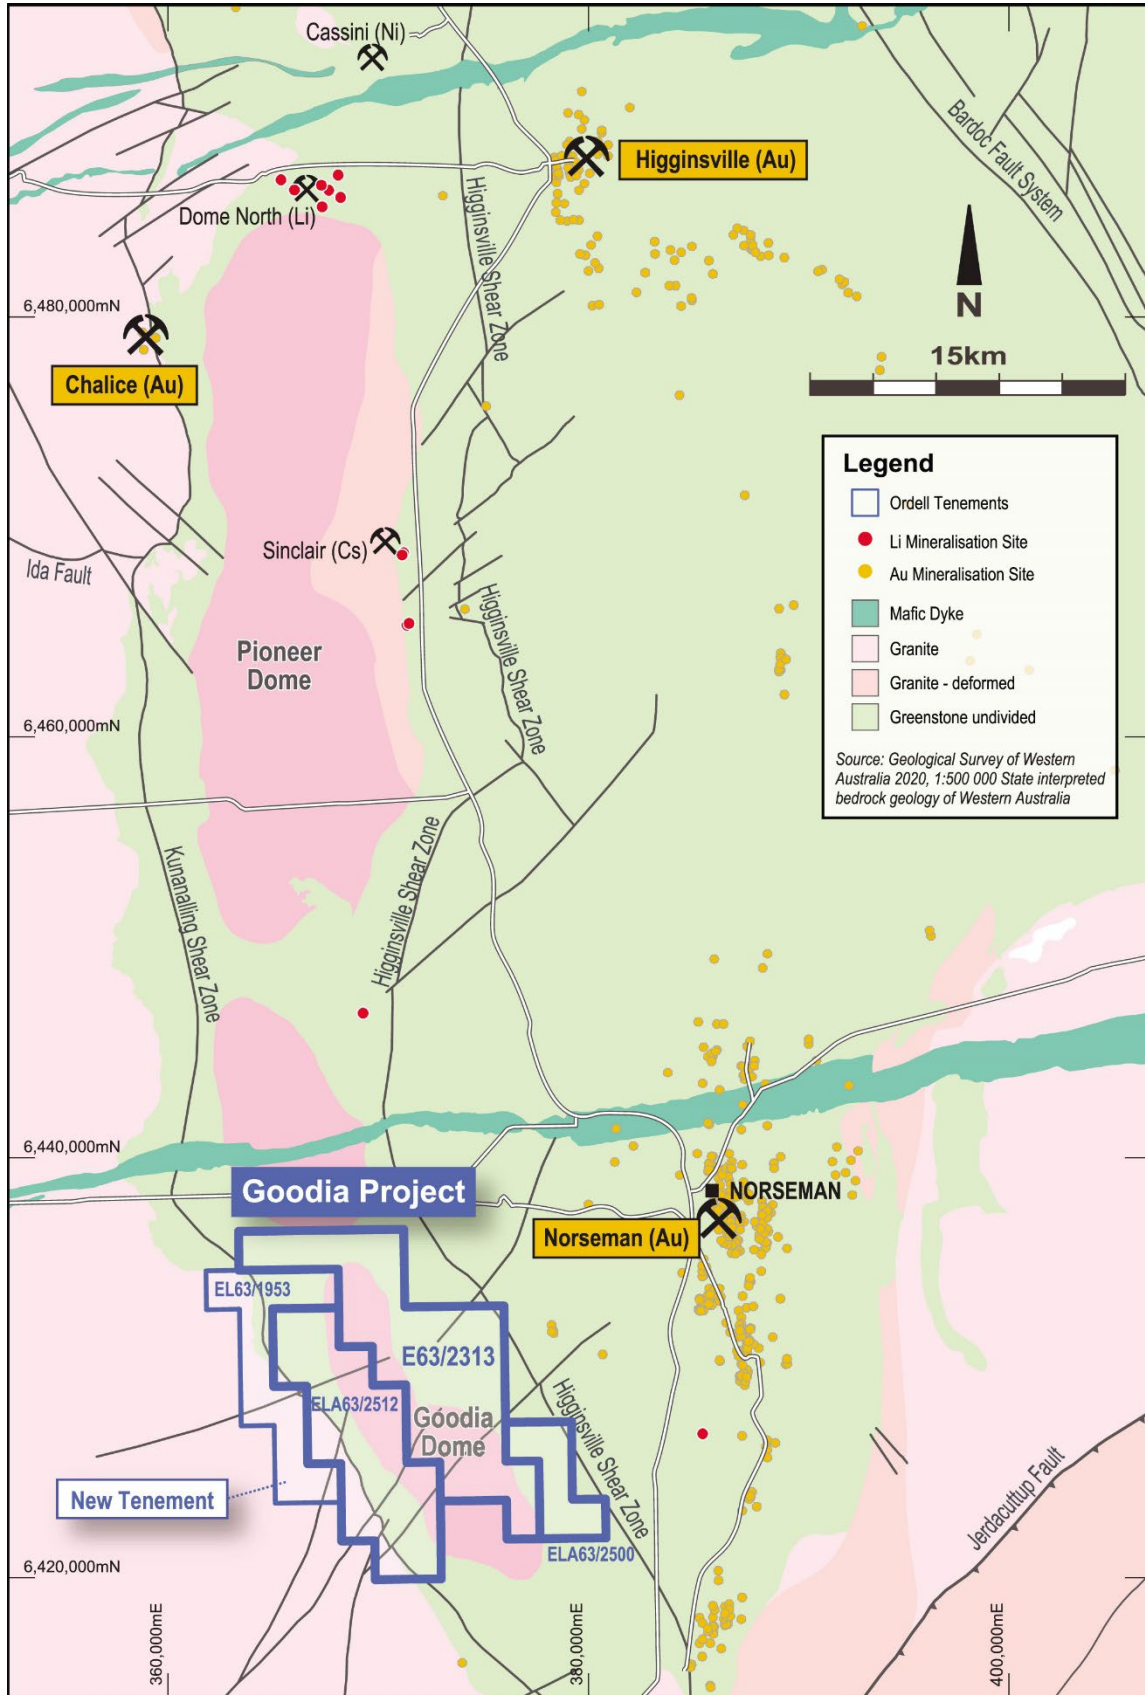 Cassini (Ni)
Higginsville (Au)
Bardoc Fault System
Dome North (Li)
Higginsville Shear Zone
N
6,480,000mN
15km
Chalice (Au)
Legend
Ordell Tenements
Li Mineralisation Site
Au Mineralisation Site
Mafic Dyke
Granite
Granite - deformed
Greenstone undivided
Source: Geological Survey of Western
Australia 2020, 1:500 000 State interpreted
bedrock geology of Western Australia
Sinclair (Cs)
Ida Fault
Higginsville Shear Zone
Pioneer
Dome
6,460,000mN
Kunanalling Shear Zone
Higginsville Shear Zone
6,440,000mN
Goodia Project
NORSEMAN
Norseman (Au)
EL63/1953
E63/2313
ELA63/2512
Goodia
Dome
Higginsville Shear Zone
New Tenement
ELA63/2500
Jerdacuttup Fault
6,420,000mN
360,000mE
380,000mE
400,000mE